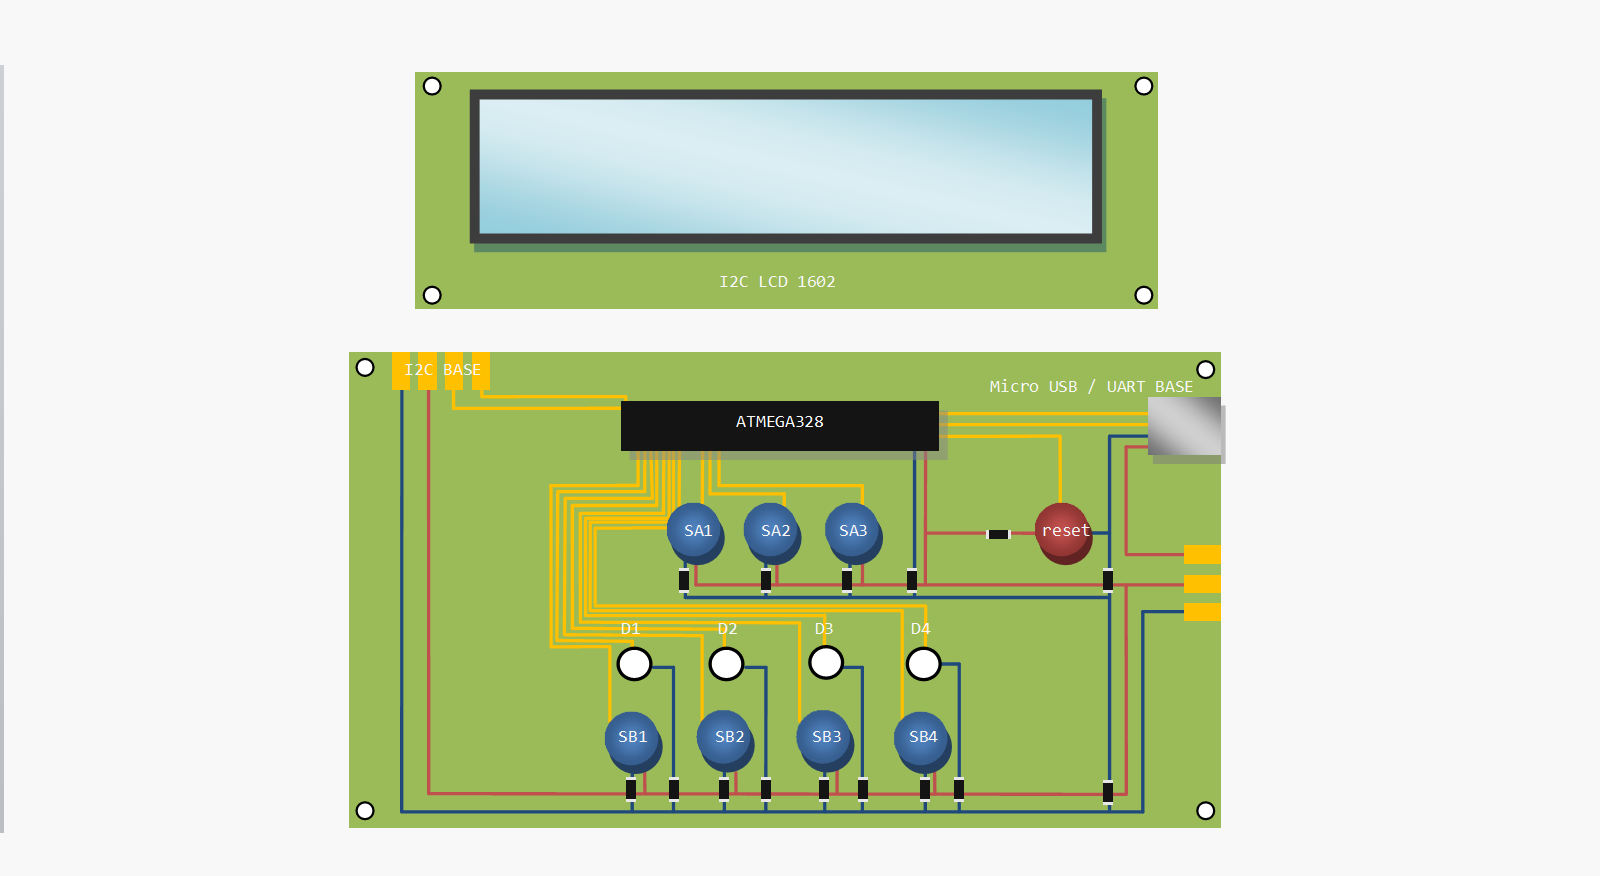 I2C LCD 1602
I2C BASE
Micro USB / UART BASE
ATMEGA328
SA1
SA2
SA3
reset
D1
D2
D3
D4
SB1
SB2
SB3
SB4